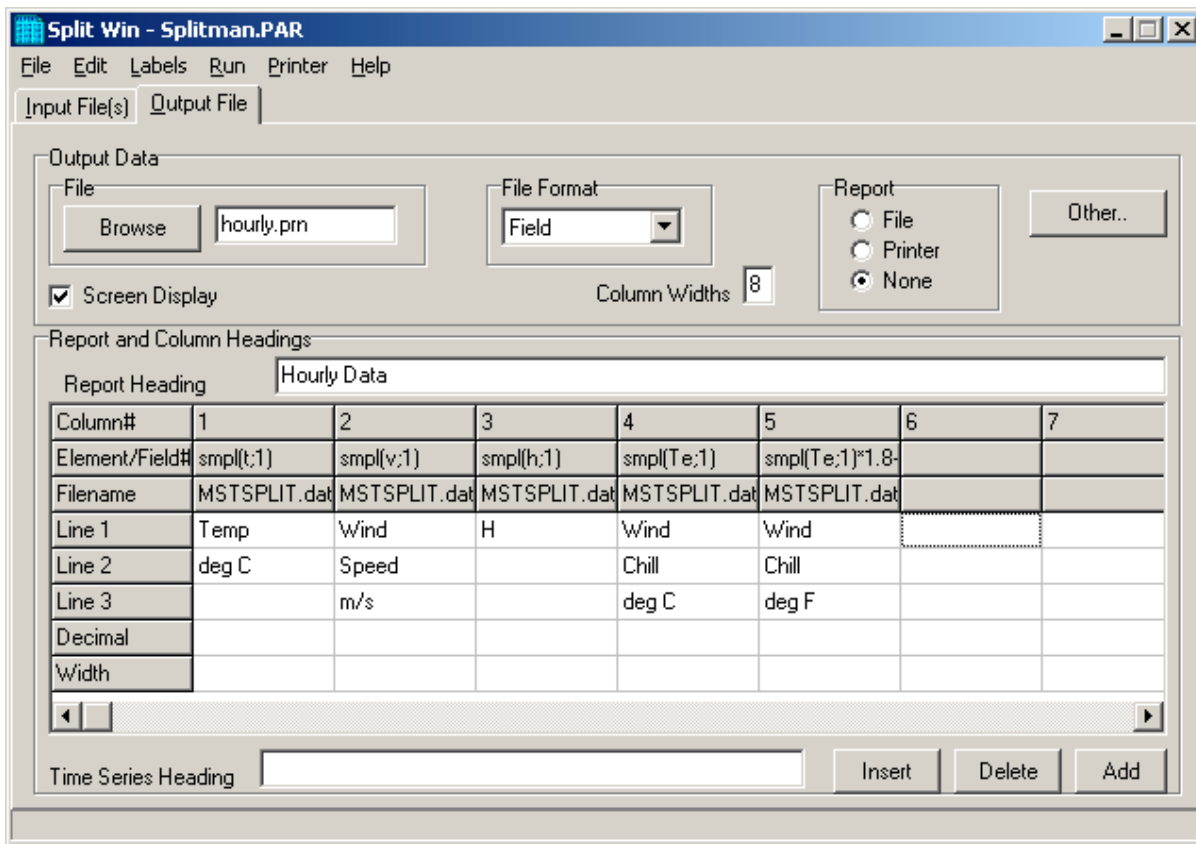 Split Win - Splitman.PAR
File Edit Labels Run Printer Help
Input File(s) Output File
Output Data
File File Format Report
Browse hourly.prn Field File Other..
Printer
Screen Display Column Widths 8 None
Report and Column Headings
Report Heading Hourly Data
Column# 1 2 3 4 5 6 7
Element/Field# smpl(t;1) smpl(v;1) smpl(h;1) smpl(Te;1) smpl(Te;1)*1.8-
Filename MSTSPLIT.dat MSTSPLIT.dat MSTSPLIT.dat MSTSPLIT.dat MSTSPLIT.dat
Line 1 Temp Wind H Wind Wind
Line 2 deg C Speed Chill Chill
Line 3 m/s deg C deg F
Decimal
Width
Time Series Heading Insert Delete Add